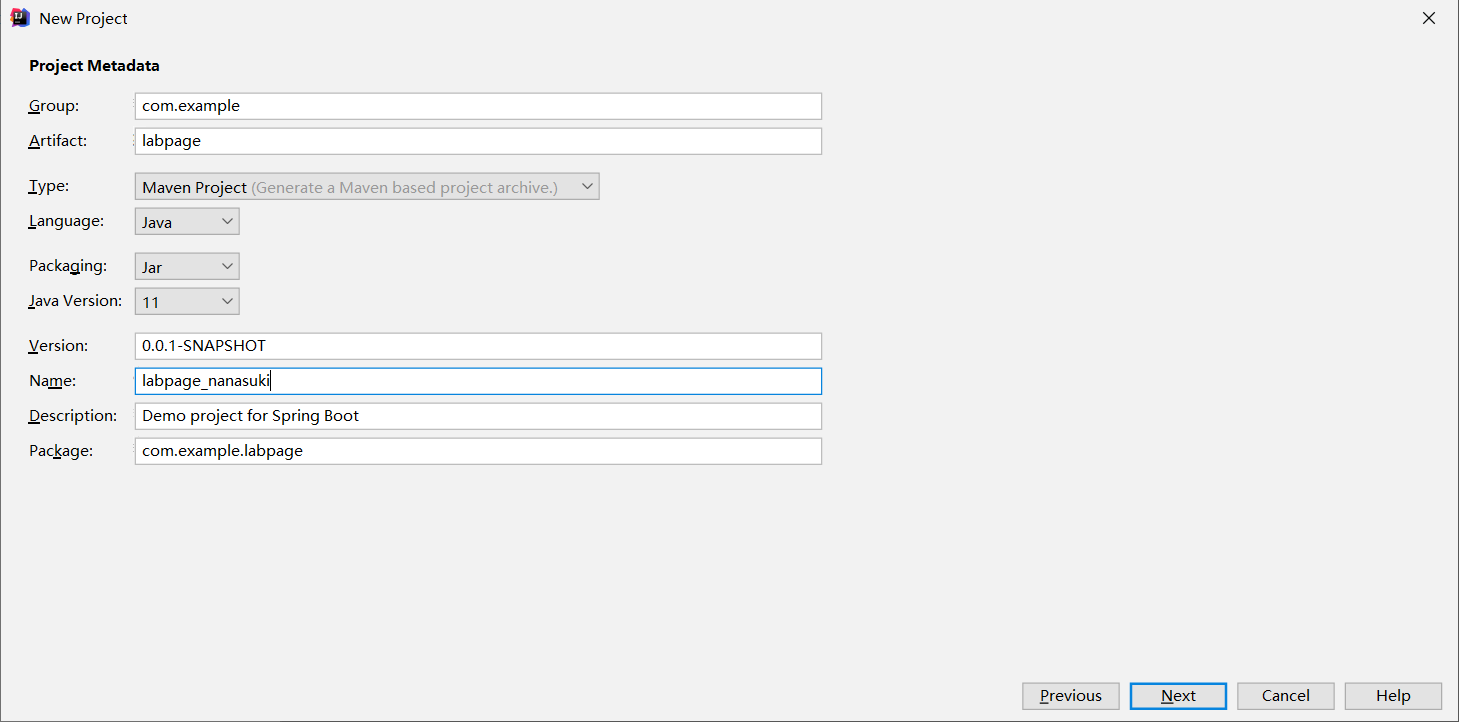 New Project
Project Metadata
Group: com.example
Artifact: labpage
Type: Maven Project (Generate a Maven based project archive.)
Language: Java
Packaging: Jar
Java Version: 11
Version: 0.0.1-SNAPSHOT
Name: labpage_nanasuki
Description: Demo project for Spring Boot
Package: com.example.labpage
Previous Next Cancel Help